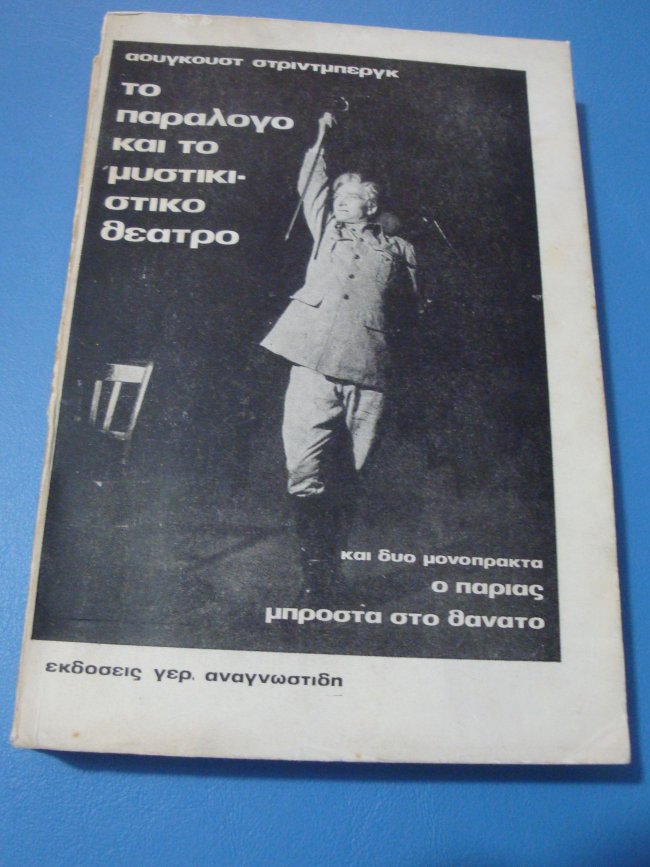 αουγκουστ στριντμπεργκ
το
παραλογο
και το
μυστικι-
στικο
θεατρο
και δυο μονοπρακτα
ο παριας
μπροστα στο θανατο
εκδοσεις γερ. αναγνωστιδη